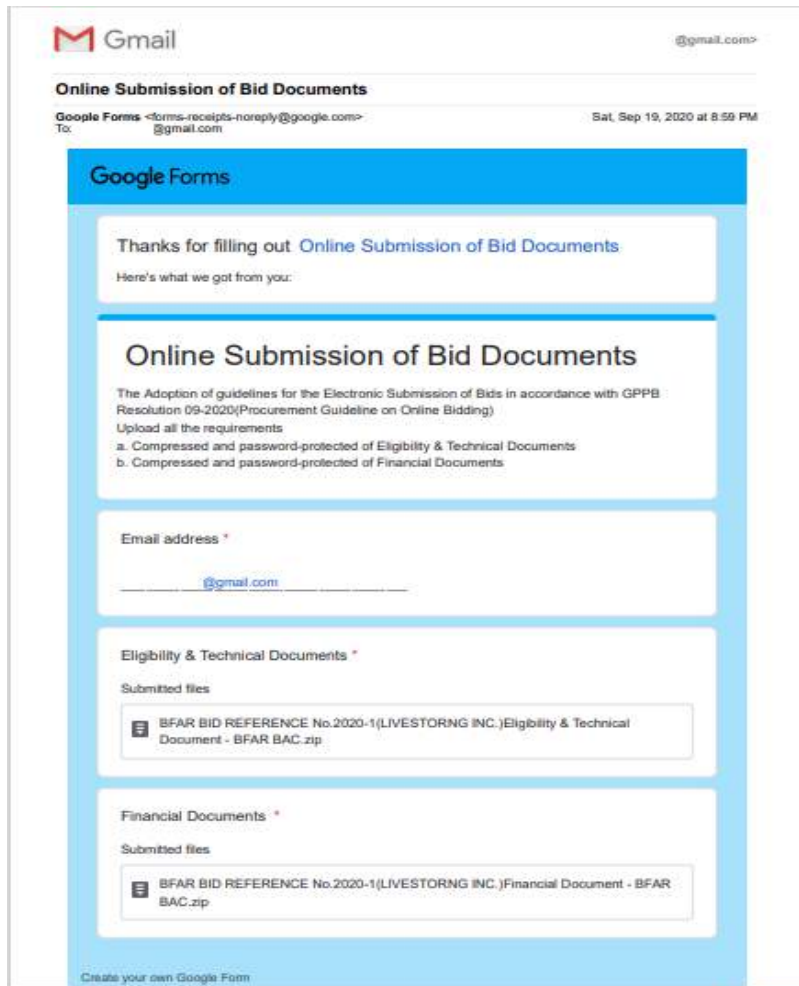 Gmail
@gmail.com>
Online Submission of Bid Documents
Google Forms <forms-receipts-noreply@google.com>
Sat, Sep 19, 2020 at 8:59 PM
To: @gmail.com
Google Forms
Thanks for filling out Online Submission of Bid Documents
Here's what we got from you:
Online Submission of Bid Documents
The Adoption of guidelines for the Electronic Submission of Bids in accordance with GPPB
Resolution 09-2020(Procurement Guideline on Online Bidding)
Upload all the requirements
a. Compressed and password-protected of Eligibility & Technical Documents
b. Compressed and password-protected of Financial Documents
Email address *
@gmail.com
Eligibility & Technical Documents *
Submitted files
BFAR BID REFERENCE No.2020-1(LIVESTORNG INC.)Eligibility & Technical
Document - BFAR BAC.zip
Financial Documents *
Submitted files
BFAR BID REFERENCE No.2020-1(LIVESTORNG INC.)Financial Document - BFAR
BAC.zip
Create your own Google Form